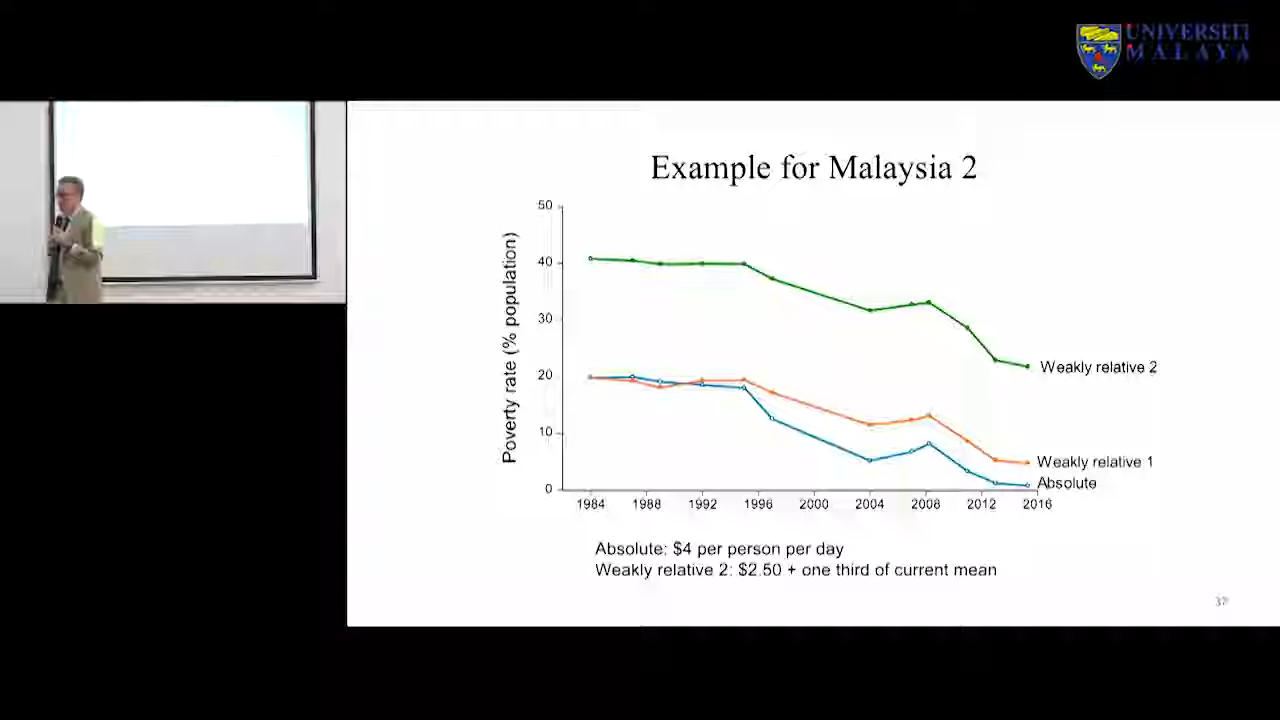 UNIVERSITI
MALAYA
Example for Malaysia 2
Poverty rate (% population)
50
40
30
20
10
0
1984 1988 1992 1996 2000 2004 2008 2012 2016
Weakly relative 2
Weakly relative 1
Absolute
Absolute: $4 per person per day
Weakly relative 2: $2.50 + one third of current mean
37